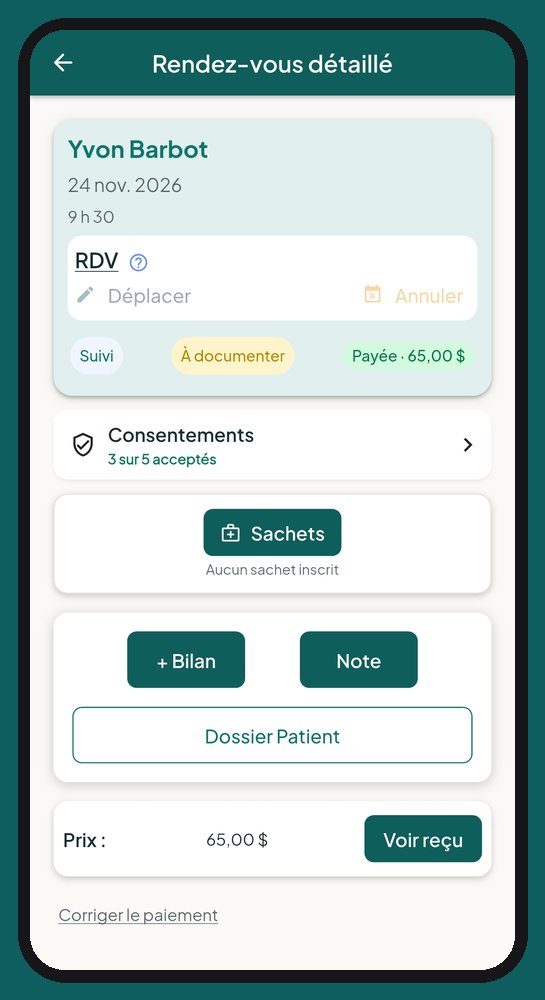 Rendez-vous détaillé
Yvon Barbot
24 nov. 2026
9 h 30
RDV
Déplacer
Annuler
Suivi
À documenter
Payée · 65,00 $
Consentements
3 sur 5 acceptés
Sachets
Aucun sachet inscrit
+ Bilan
Note
Dossier Patient
Prix :
65,00 $
Voir reçu
Corriger le paiement